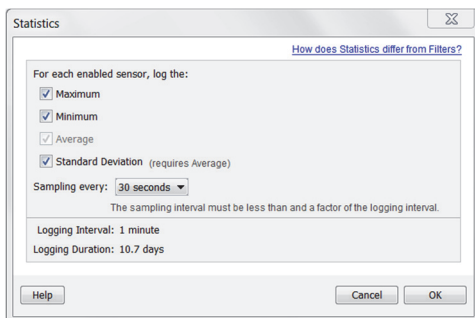 Statistics
How does Statistics differ from Filters?
For each enabled sensor, log the:
Maximum
Minimum
Average
Standard Deviation (requires Average)
Sampling every: 30 seconds
The sampling interval must be less than and a factor of the logging interval.
Logging Interval: 1 minute
Logging Duration: 10.7 days
Help Cancel OK